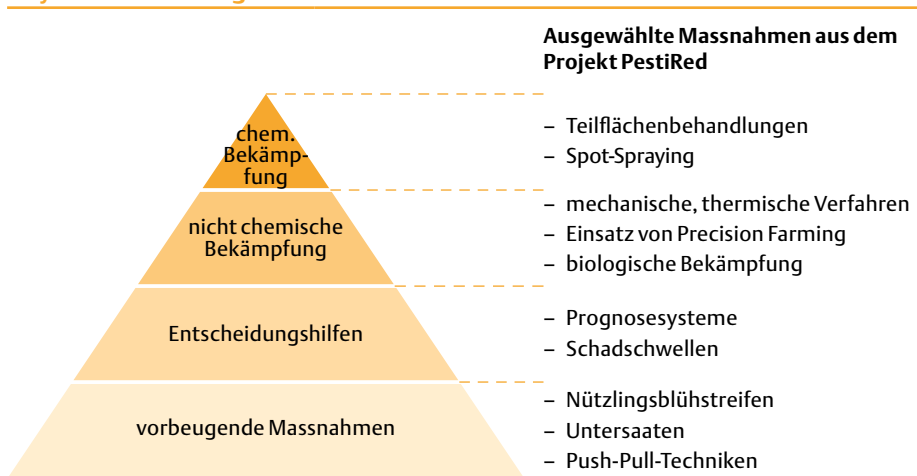 Ausgewählte Massnahmen aus dem
Projekt PestiRed
chem.
Bekämp-
fung
– Teilflächenbehandlungen
– Spot-Spraying
nicht chemische
Bekämpfung
– mechanische, thermische Verfahren
– Einsatz von Precision Farming
– biologische Bekämpfung
Entscheidungshilfen
– Prognosesysteme
– Schadschwellen
vorbeugende Massnahmen
– Nützlingsblühstreifen
– Untersaaten
– Push-Pull-Techniken